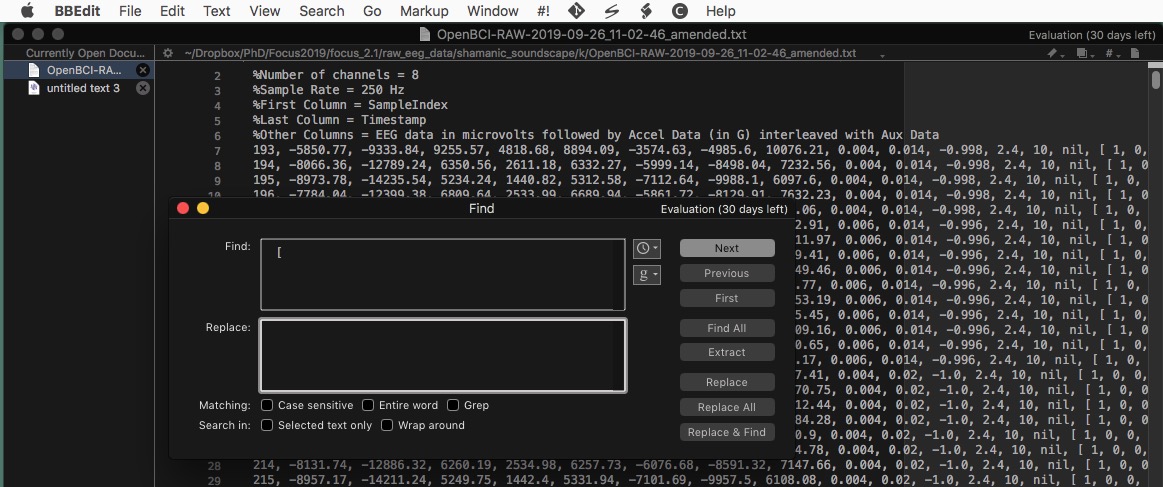 BBEdit File Edit Text View Search Go Markup Window #! Help
OpenBCI-RAW-2019-09-26_11-02-46_amended.txt
Evaluation (30 days left)
Currently Open Docu...
~/Dropbox/PhD/Focus2019/focus_2.1/raw_eeg_data/shamanic_soundscape/k/OpenBCI-RAW-2019-09-26_11-02-46_amended.txt
OpenBCI-RA...
untitled text 3
2 %Number of channels = 8
3 %Sample Rate = 250 Hz
4 %First Column = SampleIndex
5 %Last Column = Timestamp
6 %Other Columns = EEG data in microvolts followed by Accel Data (in G) interleaved with Aux Data
7 193, -5850.77, -9333.84, 9255.57, 4818.68, 8894.09, -3574.63, -4985.6, 10076.21, 0.004, 0.014, -0.998, 2.4, 10, nil, [ 1, 0,
8 194, -8066.36, -12789.24, 6350.56, 2611.18, 6332.27, -5999.14, -8498.04, 7232.56, 0.004, 0.014, -0.998, 2.4, 10, nil, [ 1, 0,
9 195, -8973.78, -14235.54, 5234.24, 1440.82, 5312.58, -7112.64, -9988.1, 6097.6, 0.004, 0.014, -0.998, 2.4, 10, nil, [ 1, 0,
10 196, -7784.04, -12399.38, 6809.64, 2533.99, 6689.94, -5861.72, -8129.91, 7632.23, 0.004, 0.014, -0.998, 2.4, 10, nil, [ 1, 0,
.06, 0.004, 0.014, -0.998, 2.4, 10, nil, [ 1, 0,
2.91, 0.006, 0.014, -0.996, 2.4, 10, nil, [ 1, 0,
11.97, 0.006, 0.014, -0.996, 2.4, 10, nil, [ 1, 0,
9.41, 0.006, 0.014, -0.996, 2.4, 10, nil, [ 1, 0,
49.46, 0.006, 0.014, -0.996, 2.4, 10, nil, [ 1, 0,
.77, 0.006, 0.014, -0.996, 2.4, 10, nil, [ 1, 0,
53.19, 0.006, 0.014, -0.996, 2.4, 10, nil, [ 1, 0,
5.45, 0.006, 0.014, -0.996, 2.4, 10, nil, [ 1, 0,
09.16, 0.006, 0.014, -0.996, 2.4, 10, nil, [ 1, 0,
0.65, 0.006, 0.014, -0.996, 2.4, 10, nil, [ 1, 0,
.17, 0.006, 0.014, -0.996, 2.4, 10, nil, [ 1, 0,
7.41, 0.004, 0.02, -1.0, 2.4, 10, nil, [ 1, 0,
70.75, 0.004, 0.02, -1.0, 2.4, 10, nil, [ 1, 0,
12.44, 0.004, 0.02, -1.0, 2.4, 10, nil, [ 1, 0,
84.28, 0.004, 0.02, -1.0, 2.4, 10, nil, [ 1, 0,
0.9, 0.004, 0.02, -1.0, 2.4, 10, nil, [ 1, 0,
4.78, 0.004, 0.02, -1.0, 2.4, 10, nil, [ 1, 0,
28 214, -8131.74, -12886.32, 6260.19, 2534.98, 6257.73, -6076.68, -8591.32, 7147.66, 0.004, 0.02, -1.0, 2.4, 10, nil, [ 1, 0,
29 215, -8957.17, -14211.24, 5249.75, 1442.4, 5331.94, -7101.69, -9957.5, 6108.08, 0.004, 0.02, -1.0, 2.4, 10, nil, [ 1, 0,
Find
Evaluation (30 days left)
Find: [
g
Replace:
Next
Previous
First
Find All
Extract
Replace
Replace All
Replace & Find
Matching: Case sensitive Entire word Grep
Search in: Selected text only Wrap around